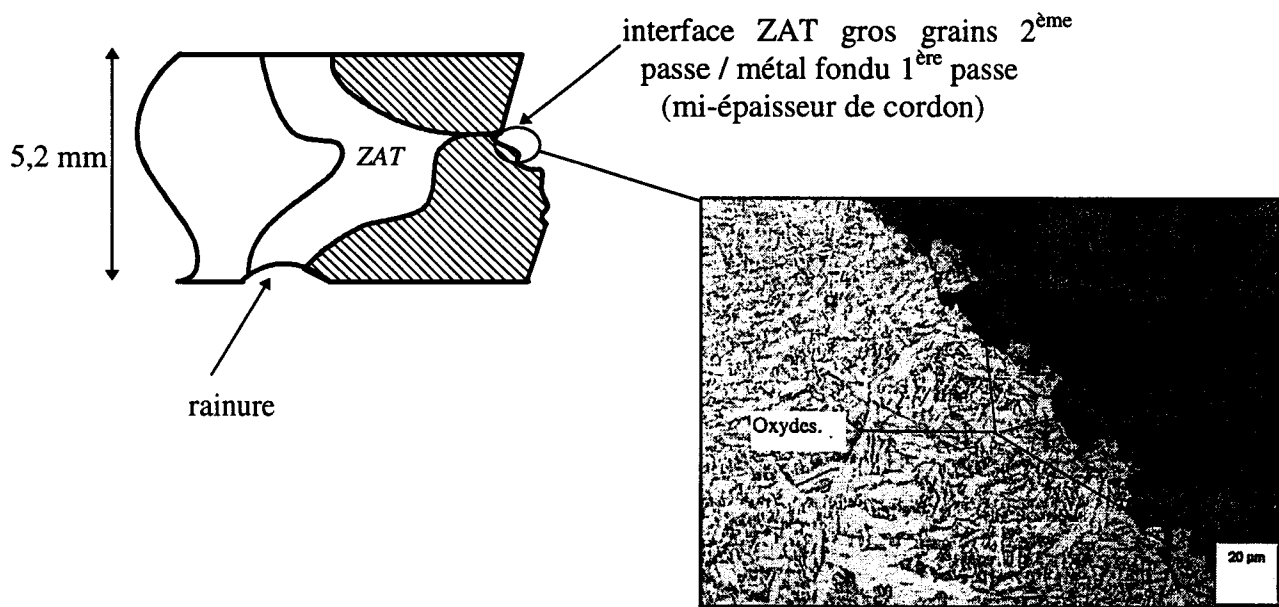 interface ZAT gros grains 2ème
passe / métal fondu 1ère passe
(mi-épaisseur de cordon)
5,2 mm
ZAT
rainure
Oxydes.
20 µm